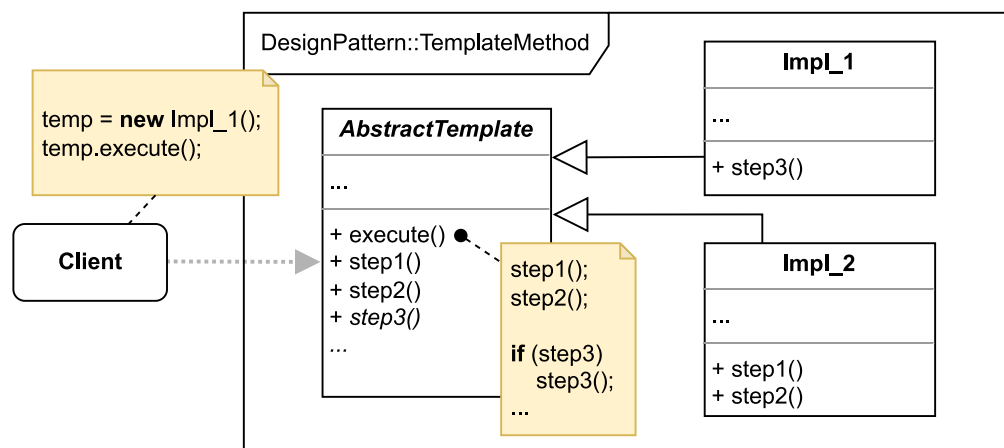 DesignPattern::TemplateMethod
temp = new Impl_1();
temp.execute();
Client
AbstractTemplate
...
+ execute()
+ step1()
+ step2()
+ step3()
...
step1();
step2();
if (step3)
step3();
...
Impl_1
...
+ step3()
Impl_2
...
+ step1()
+ step2()